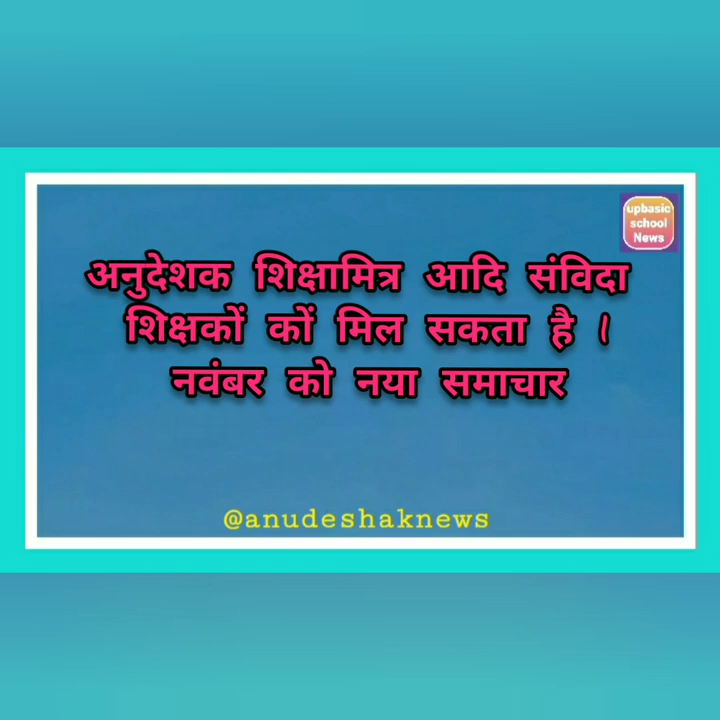 upbasic
school
News
अनुदेशक शिक्षामित्र आदि संविदा
शिक्षकों कों मिल सकता है ।
नवंबर को नया समाचार
@anudeshaknews